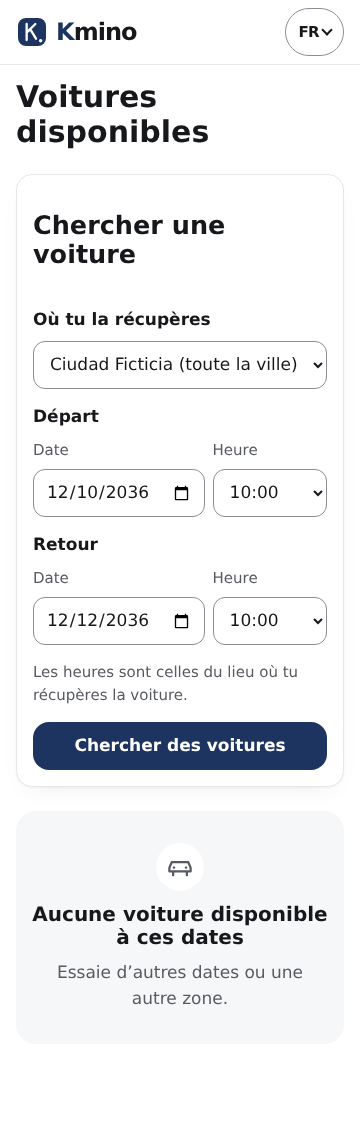 K. Kmino
FR
Voitures
disponibles
Chercher une
voiture
Où tu la récupères
Ciudad Ficticia (toute la ville)
Départ
Date Heure
12/10/2036 10:00
Retour
Date Heure
12/12/2036 10:00
Les heures sont celles du lieu où tu
récupères la voiture.
Chercher des voitures
Aucune voiture disponible
à ces dates
Essaie d’autres dates ou une
autre zone.